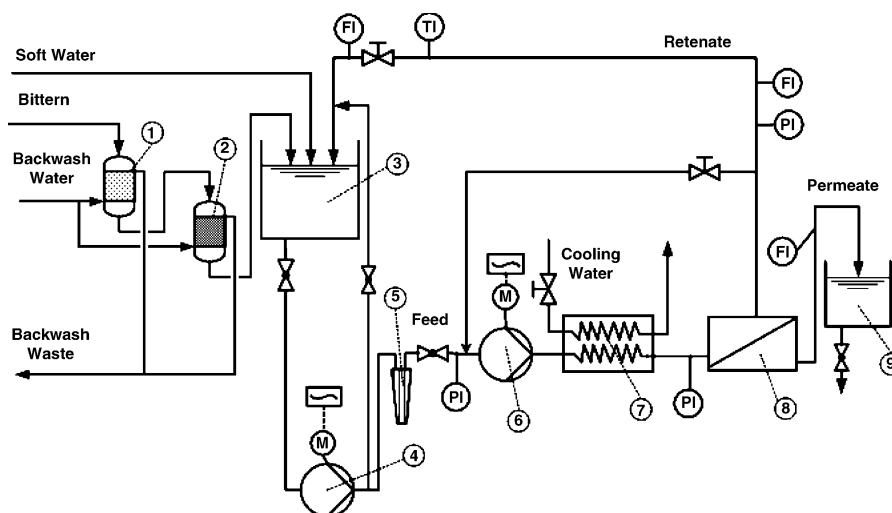 FI
TI
Soft Water
Retenate
Bittern
FI
1
2
PI
Backwash
Water
3
Permeate
Cooling
Water
FI
M
5
Feed
Backwash
Waste
PI
6
7
PI
8
9
M
4